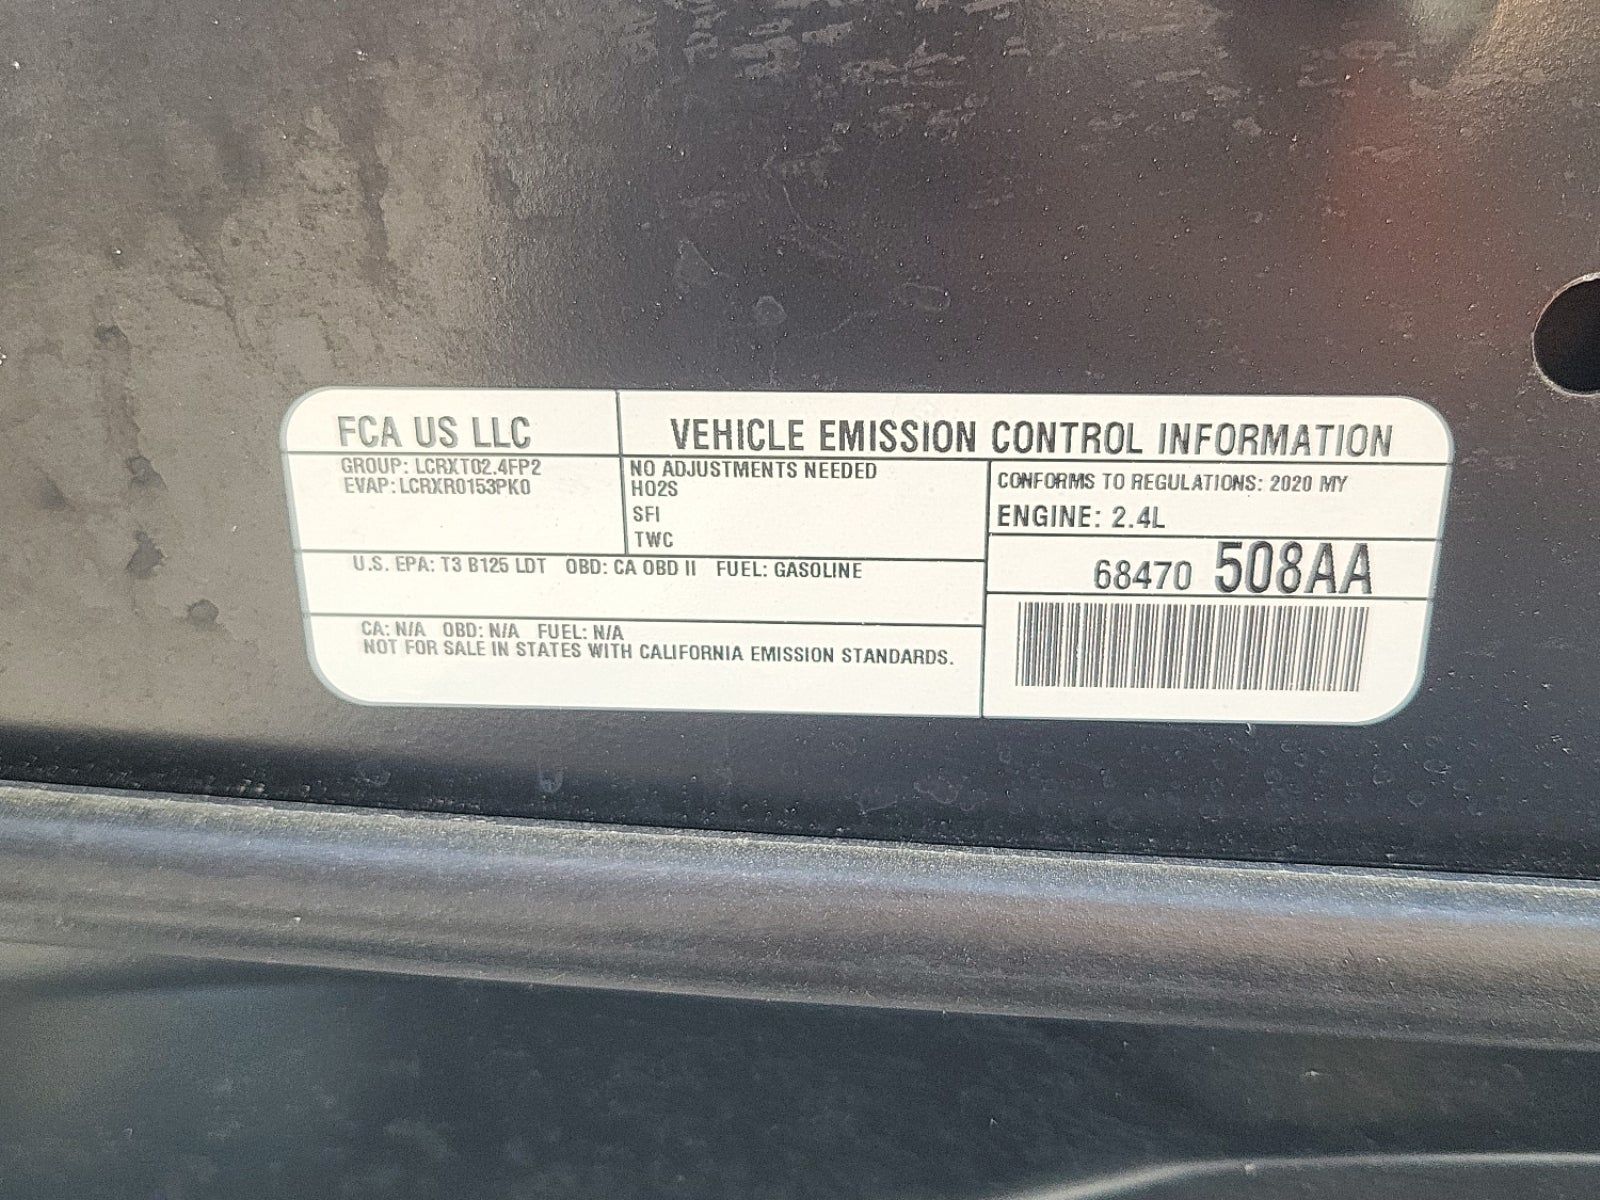 FCA US LLC
VEHICLE EMISSION CONTROL INFORMATION
GROUP: LCRXT02.4FP2
EVAP: LCRXR0153PK0
NO ADJUSTMENTS NEEDED
HO2S
SFI
TWC
CONFORMS TO REGULATIONS: 2020 MY
ENGINE: 2.4L
U.S. EPA: T3 B125 LDT OBD: CA OBD II FUEL: GASOLINE
68470 508AA
CA: N/A OBD: N/A FUEL: N/A
NOT FOR SALE IN STATES WITH CALIFORNIA EMISSION STANDARDS.